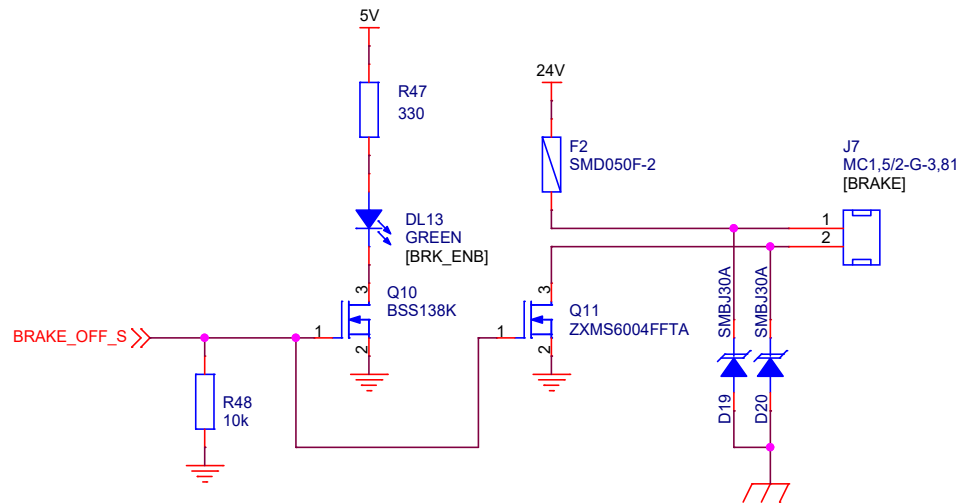 5V
R47
330
24V
F2
SMD050F-2
J7
MC1,5/2-G-3,81
[BRAKE]
1
2
DL13
GREEN
[BRK_ENB]
3
Q10
BSS138K
1
2
3
Q11
ZXMS6004FFTA
1
2
BRAKE_OFF_S
R48
10k
SMBJ30A
D19
SMBJ30A
D20